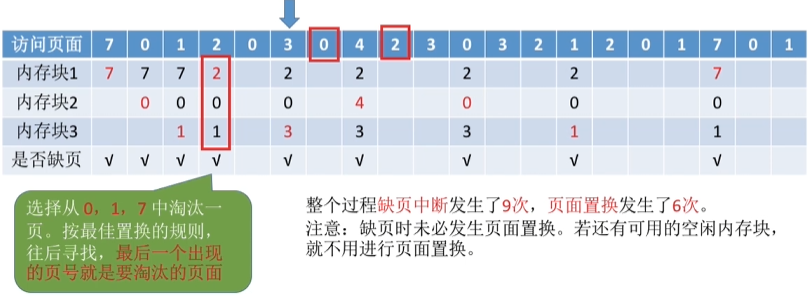 访问页面 7 0 1 2 0 3 0 4 2 3 0 3 2 1 2 0 1 7 0 1
内存块1 7 7 7 2 2 2 2 2 7
内存块2 0 0 0 0 4 0 0 0
内存块3 1 1 3 3 3 1 1
是否缺页 √ √ √ √ √ √ √ √ √
选择从 0，1，7 中淘汰一
页。按最佳置换的规则，
往后寻找，最后一个出现
的页号就是要淘汰的页面
整个过程缺页中断发生了9次，页面置换发生了6次。
注意：缺页时未必发生页面置换。若还有可用的空闲内存块，
就不用进行页面置换。